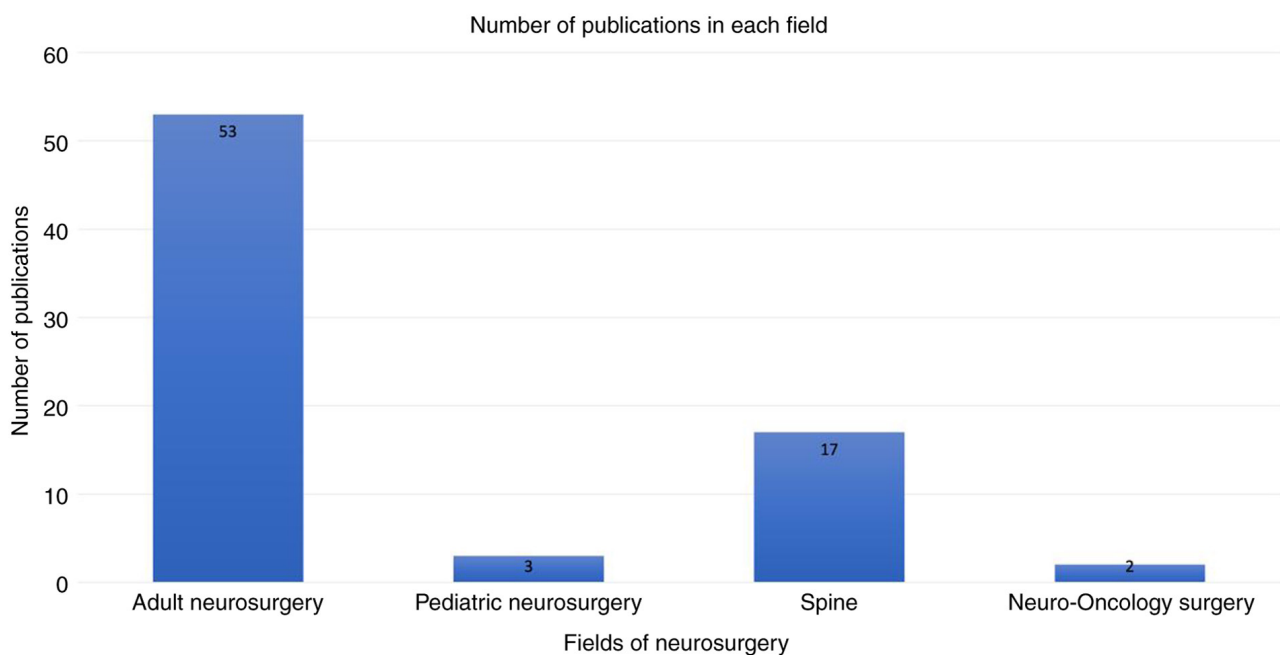 Number of publications in each field
Number of publications
60
50
40
30
20
10
0
53
3
17
2
Adult neurosurgery
Pediatric neurosurgery
Spine
Neuro-Oncology surgery
Fields of neurosurgery